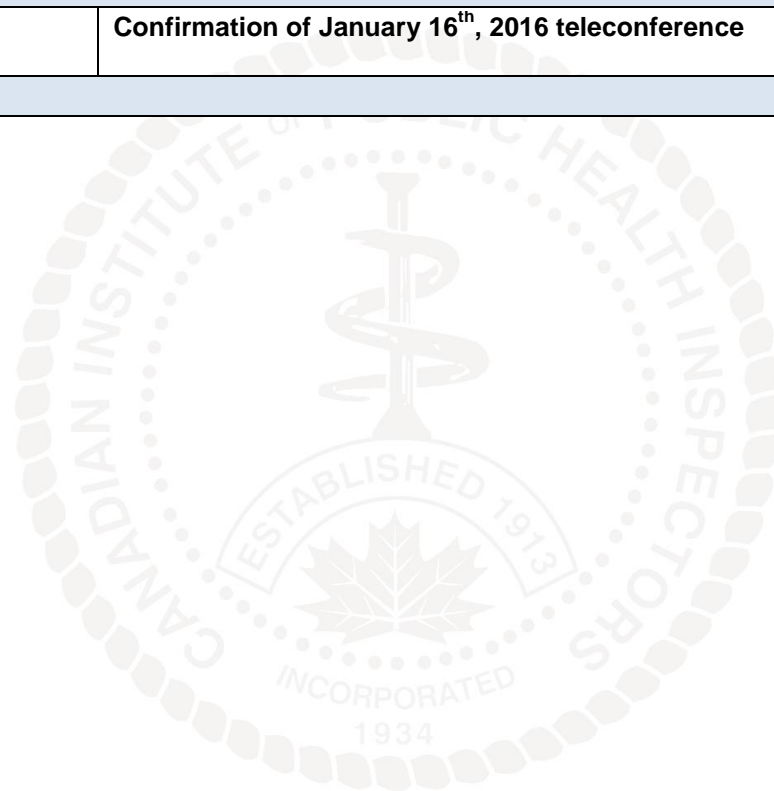 Confirmation of January 16th, 2016 teleconference
CANADIAN INSTITUTE OF PUBLIC HEALTH INSPECTORS
ESTABLISHED 1913
INCORPORATED
1934